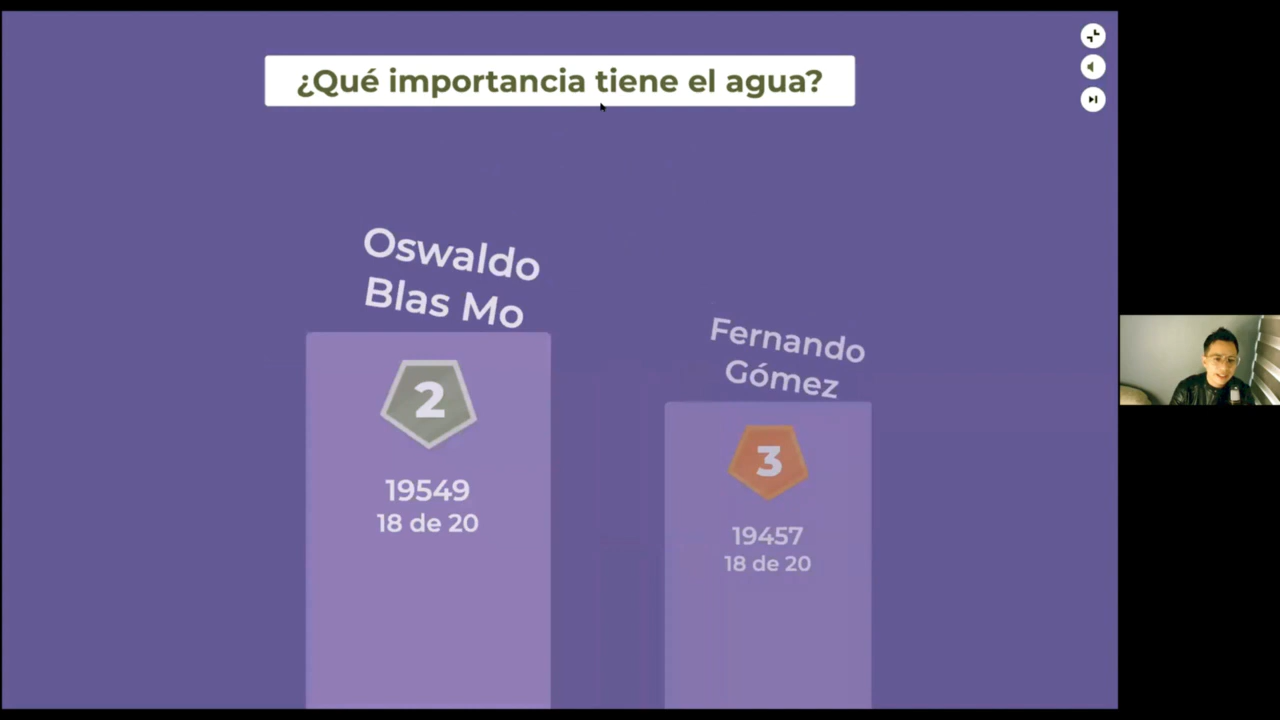 ¿Qué importancia tiene el agua?
Oswaldo
Blas Mo
2
19549
18 de 20
Fernando
Gómez
3
19457
18 de 20